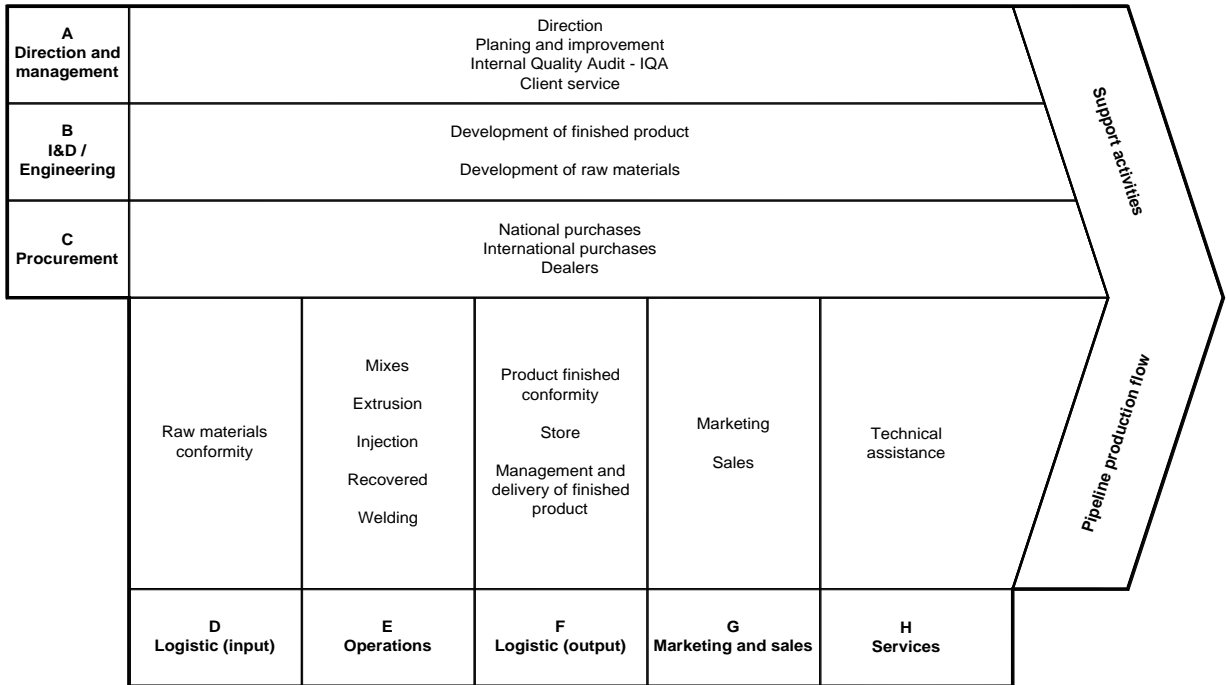 A
Direction and
management
Direction
Planing and improvement
Internal Quality Audit - IQA
Client service
B
I&D /
Engineering
Development of finished product
Development of raw materials
C
Procurement
National purchases
International purchases
Dealers
Support activities
Raw materials
conformity
Mixes
Extrusion
Injection
Recovered
Welding
Product finished
conformity
Store
Management and
delivery of finished
product
Marketing
Sales
Technical
assistance
Pipeline production flow
D
Logistic (input)
E
Operations
F
Logistic (output)
G
Marketing and sales
H
Services